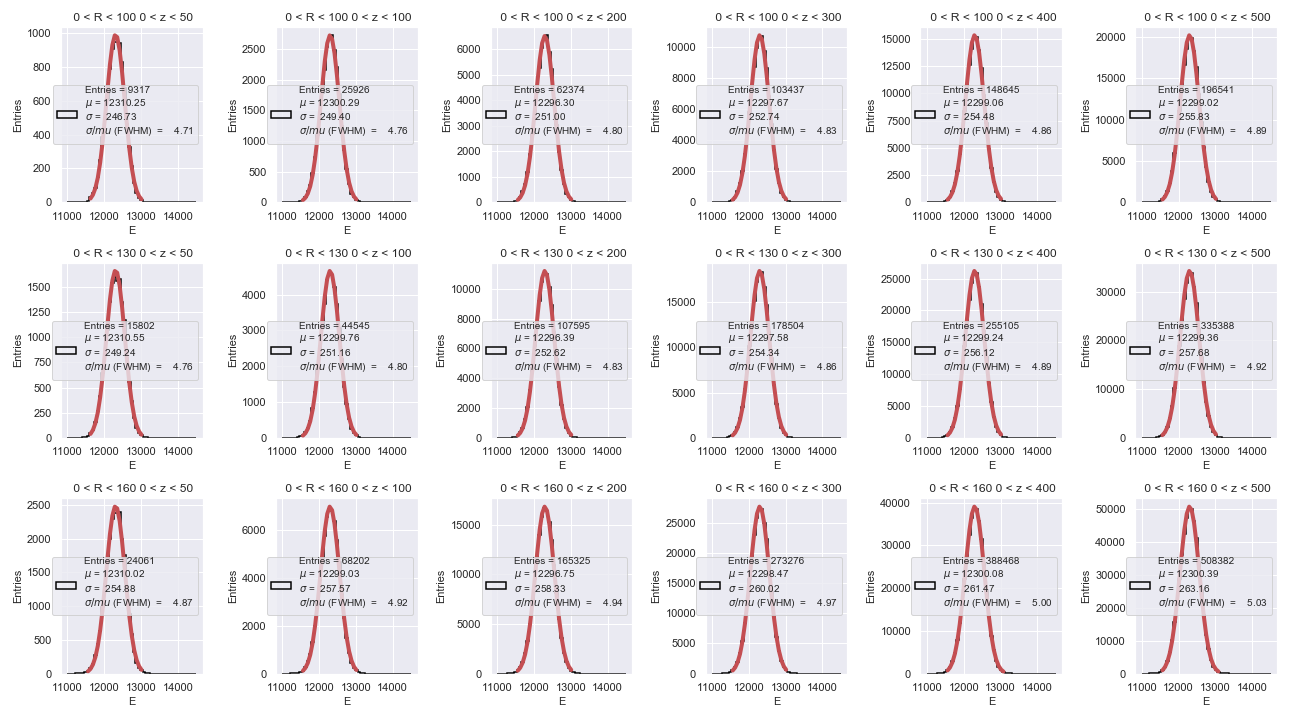 0 < R < 100 0 < z < 50
Entries
1000
800
600
400
200
0
Entries = 9317
μ = 12310.25
σ = 246.73
σ/mu (FWHM) = 4.71
11000 12000 13000 14000
E
0 < R < 100 0 < z < 100
Entries
2500
2000
1500
1000
500
0
Entries = 25926
μ = 12300.29
σ = 249.40
σ/mu (FWHM) = 4.76
11000 12000 13000 14000
E
0 < R < 100 0 < z < 200
Entries
6000
5000
4000
3000
2000
1000
0
Entries = 62374
μ = 12296.30
σ = 251.00
σ/mu (FWHM) = 4.80
11000 12000 13000 14000
E
0 < R < 100 0 < z < 300
Entries
10000
8000
6000
4000
2000
0
Entries = 103437
μ = 12297.67
σ = 252.74
σ/mu (FWHM) = 4.83
11000 12000 13000 14000
E
0 < R < 100 0 < z < 400
Entries
15000
12500
10000
7500
5000
2500
0
Entries = 148645
μ = 12299.06
σ = 254.48
σ/mu (FWHM) = 4.86
11000 12000 13000 14000
E
0 < R < 100 0 < z < 500
Entries
20000
15000
10000
5000
0
Entries = 196541
μ = 12299.02
σ = 255.83
σ/mu (FWHM) = 4.89
11000 12000 13000 14000
E
0 < R < 130 0 < z < 50
Entries
1500
1250
1000
750
500
250
0
Entries = 15802
μ = 12310.55
σ = 249.24
σ/mu (FWHM) = 4.76
11000 12000 13000 14000
E
0 < R < 130 0 < z < 100
Entries
4000
3000
2000
1000
0
Entries = 44545
μ = 12299.76
σ = 251.16
σ/mu (FWHM) = 4.80
11000 12000 13000 14000
E
0 < R < 130 0 < z < 200
Entries
10000
8000
6000
4000
2000
0
Entries = 107595
μ = 12296.39
σ = 252.62
σ/mu (FWHM) = 4.83
11000 12000 13000 14000
E
0 < R < 130 0 < z < 300
Entries
15000
10000
5000
0
Entries = 178504
μ = 12297.58
σ = 254.34
σ/mu (FWHM) = 4.86
11000 12000 13000 14000
E
0 < R < 130 0 < z < 400
Entries
25000
20000
15000
10000
5000
0
Entries = 255105
μ = 12299.24
σ = 256.12
σ/mu (FWHM) = 4.89
11000 12000 13000 14000
E
0 < R < 130 0 < z < 500
Entries
30000
20000
10000
0
Entries = 335388
μ = 12299.36
σ = 257.68
σ/mu (FWHM) = 4.92
11000 12000 13000 14000
E
0 < R < 160 0 < z < 50
Entries
2500
2000
1500
1000
500
0
Entries = 24061
μ = 12310.02
σ = 254.88
σ/mu (FWHM) = 4.87
11000 12000 13000 14000
E
0 < R < 160 0 < z < 100
Entries
6000
4000
2000
0
Entries = 68202
μ = 12299.03
σ = 257.57
σ/mu (FWHM) = 4.92
11000 12000 13000 14000
E
0 < R < 160 0 < z < 200
Entries
15000
10000
5000
0
Entries = 165325
μ = 12296.75
σ = 258.33
σ/mu (FWHM) = 4.94
11000 12000 13000 14000
E
0 < R < 160 0 < z < 300
Entries
25000
20000
15000
10000
5000
0
Entries = 273276
μ = 12298.47
σ = 260.02
σ/mu (FWHM) = 4.97
11000 12000 13000 14000
E
0 < R < 160 0 < z < 400
Entries
40000
30000
20000
10000
0
Entries = 388468
μ = 12300.08
σ = 261.47
σ/mu (FWHM) = 5.00
11000 12000 13000 14000
E
0 < R < 160 0 < z < 500
Entries
50000
40000
30000
20000
10000
0
Entries = 508382
μ = 12300.39
σ = 263.16
σ/mu (FWHM) = 5.03
11000 12000 13000 14000
E